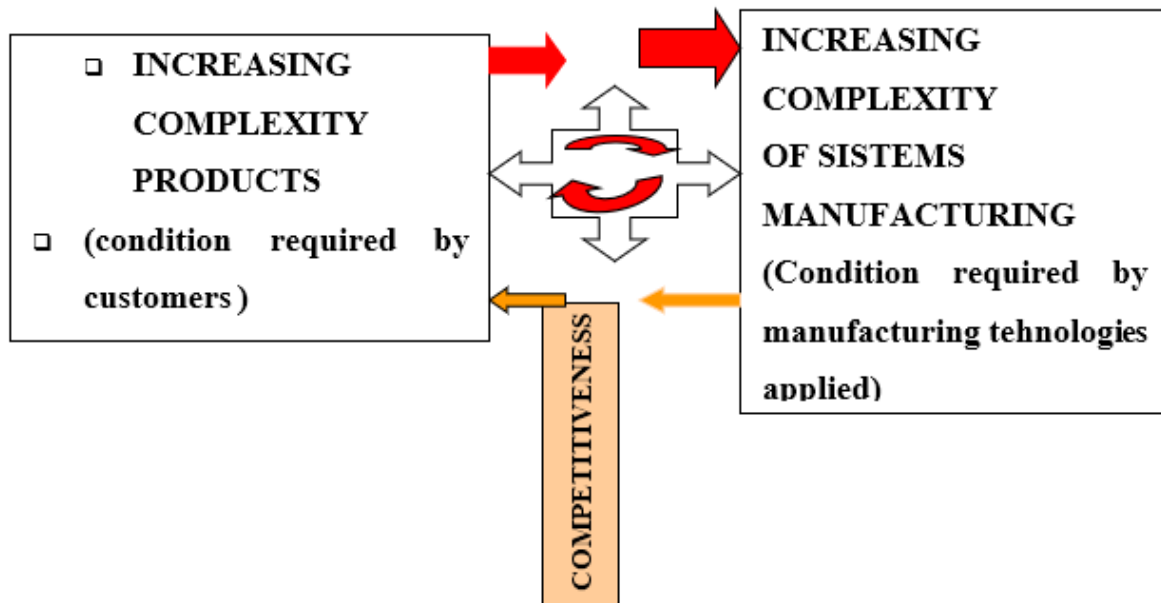 ❑ INCREASING
COMPLEXITY
PRODUCTS
❑ (condition required by
customers )
INCREASING
COMPLEXITY
OF SISTEMS
MANUFACTURING
(Condition required by
manufacturing tehnologies
applied)
COMPETITIVENESS